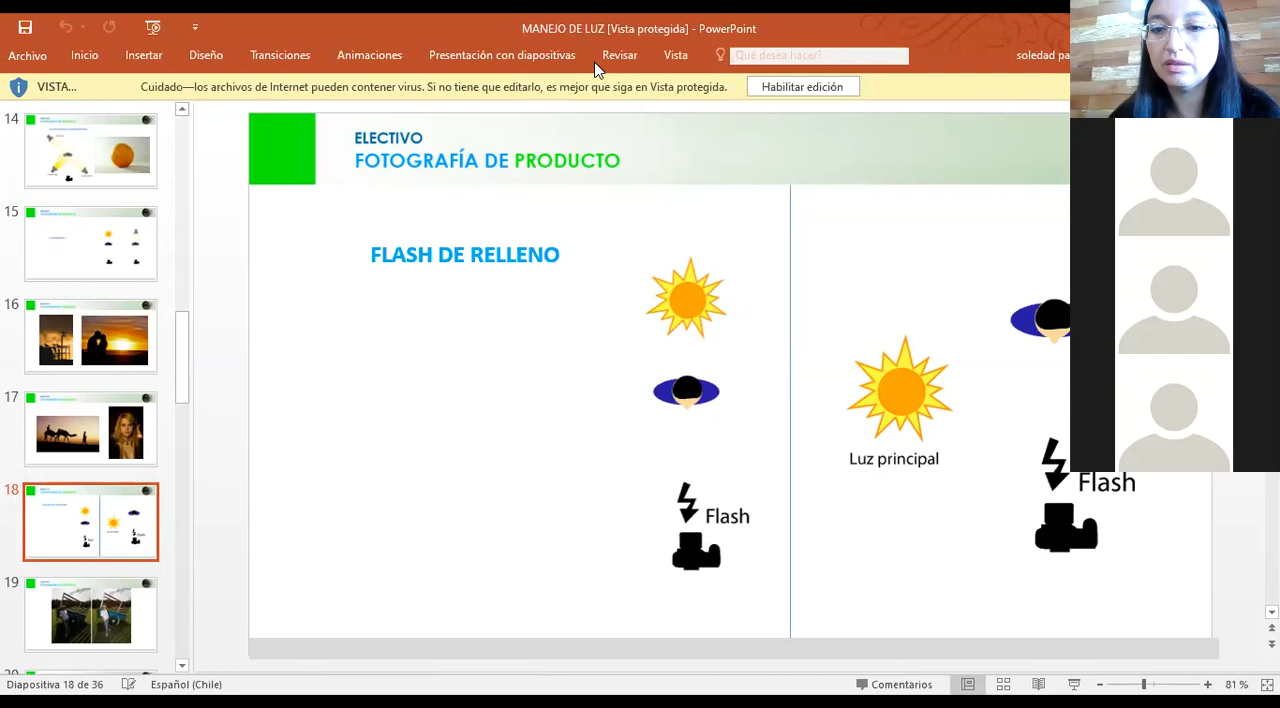 MANEJO DE LUZ [Vista protegida] - PowerPoint
Archivo Inicio Insertar Diseño Transiciones Animaciones Presentación con diapositivas Revisar Vista ¿Qué desea hacer? soledad pa
VISTA... Cuidado—los archivos de Internet pueden contener virus. Si no tiene que editarlo, es mejor que siga en Vista protegida. Habilitar edición
14
15
16
17
18
19
ELECTIVO
FOTOGRAFÍA DE PRODUCTO
FLASH DE RELLENO
Flash
Luz principal
Flash
Diapositiva 18 de 36 Español (Chile) Comentarios 81 %